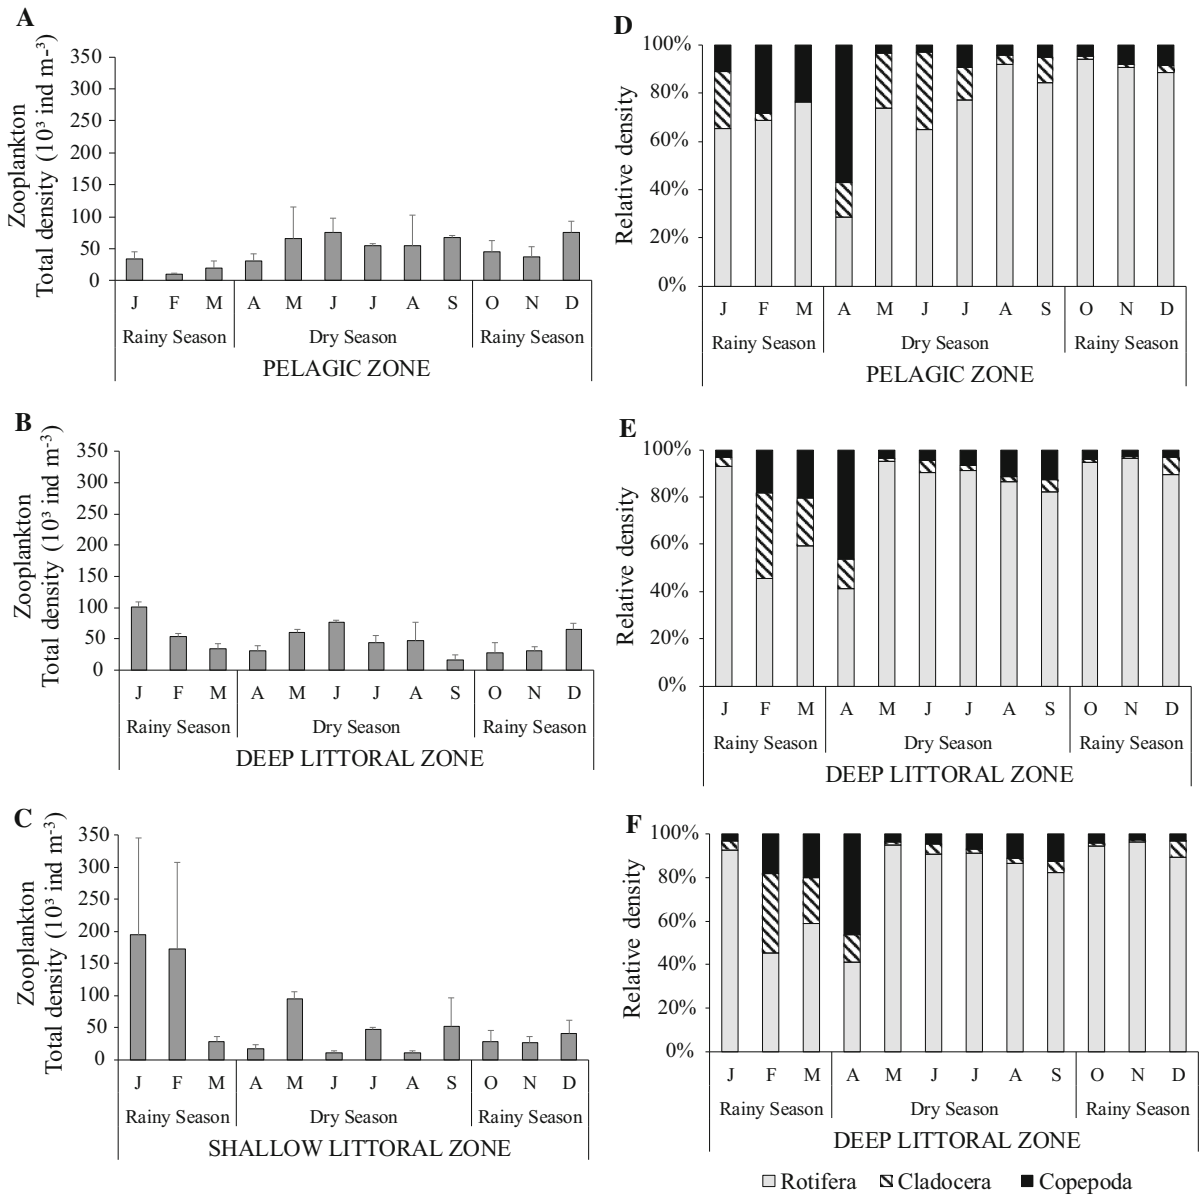 A
Zooplankton
Total density (10³ ind m-³)
350
300
250
200
150
100
50
0
J F M A M J J A S O N D
Rainy Season Dry Season Rainy Season
PELAGIC ZONE
D
Relative density
100%
80%
60%
40%
20%
0%
J F M A M J J A S O N D
Rainy Season Dry Season Rainy Season
PELAGIC ZONE
B
Zooplankton
Total density (10³ ind m⁻³)
350
300
250
200
150
100
50
0
J F M A M J J A S O N D
Rainy Season Dry Season Rainy Season
DEEP LITTORAL ZONE
E
Relative density
100%
80%
60%
40%
20%
0%
J F M A M J J A S O N D
Rainy Season Dry Season Rainy Season
DEEP LITTORAL ZONE
C
Zooplankton
Total density (10³ ind m⁻³)
350
300
250
200
150
100
50
0
J F M A M J J A S O N D
Rainy Season Dry Season Rainy Season
SHALLOW LITTORAL ZONE
F
Relative density
100%
80%
60%
40%
20%
0%
J F M A M J J A S O N D
Rainy Season Dry Season Rainy Season
DEEP LITTORAL ZONE
Rotifera Cladocera Copepoda